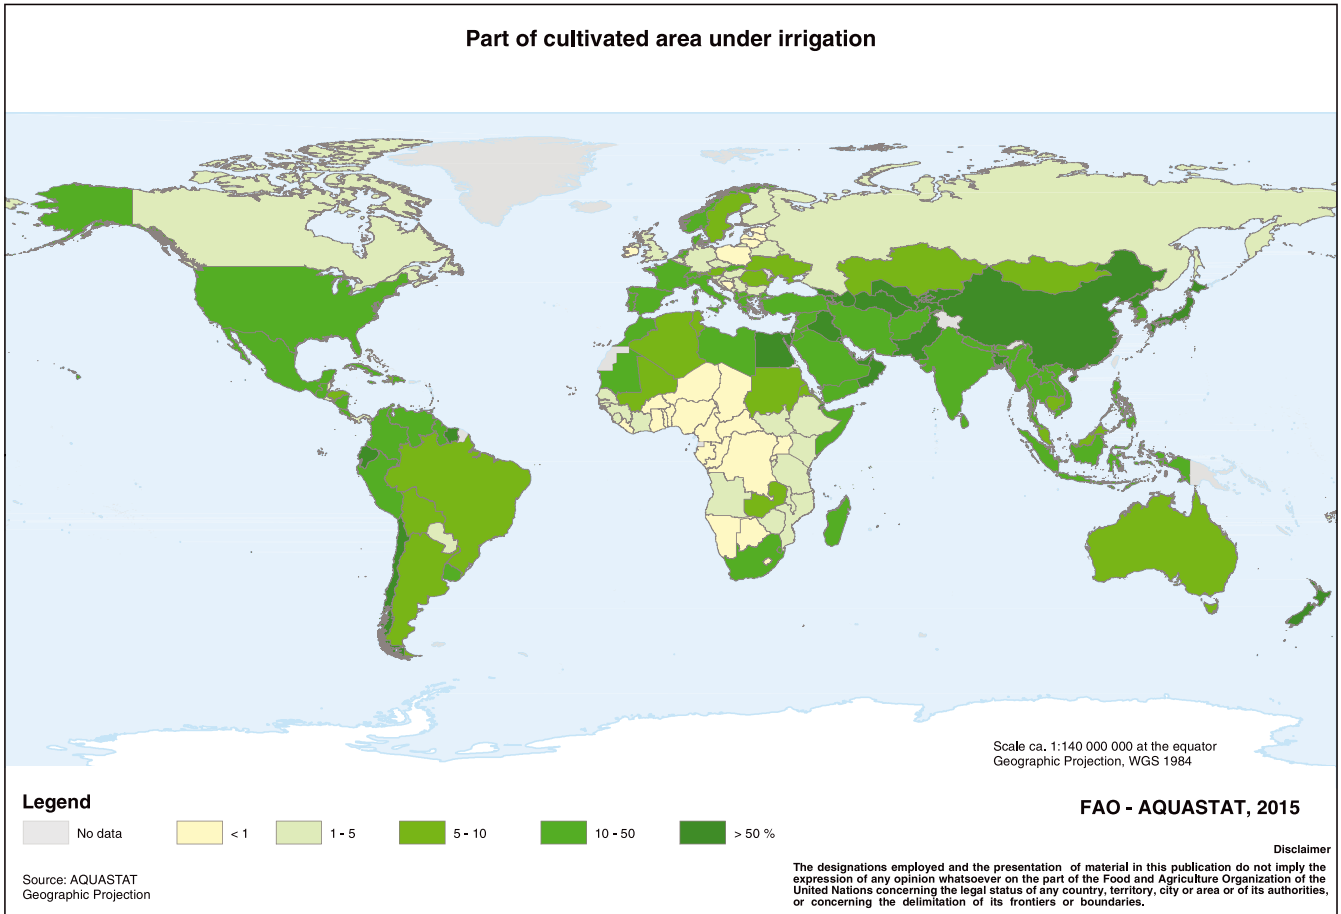 Part of cultivated area under irrigation
Scale ca. 1:140 000 000 at the equator
Geographic Projection, WGS 1984
Legend
No data
< 1
1 - 5
5 - 10
10 - 50
> 50 %
FAO - AQUASTAT, 2015
Source: AQUASTAT
Geographic Projection
Disclaimer
The designations employed and the presentation of material in this publication do not imply the
expression of any opinion whatsoever on the part of the Food and Agriculture Organization of the
United Nations concerning the legal status of any country, territory, city or area or of its authorities,
or concerning the delimitation of its frontiers or boundaries.